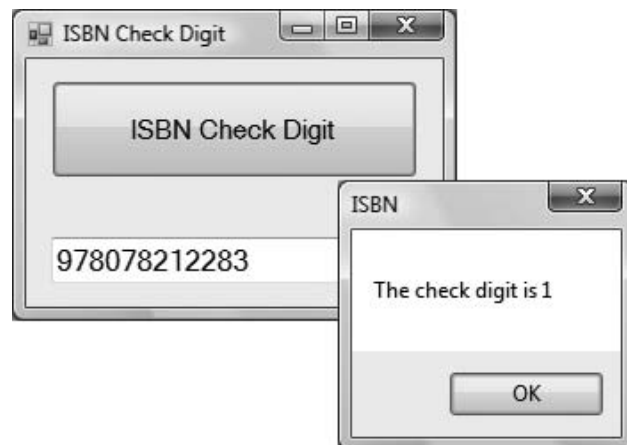 ISBN Check Digit
ISBN Check Digit
978078212283
ISBN
The check digit is 1
OK